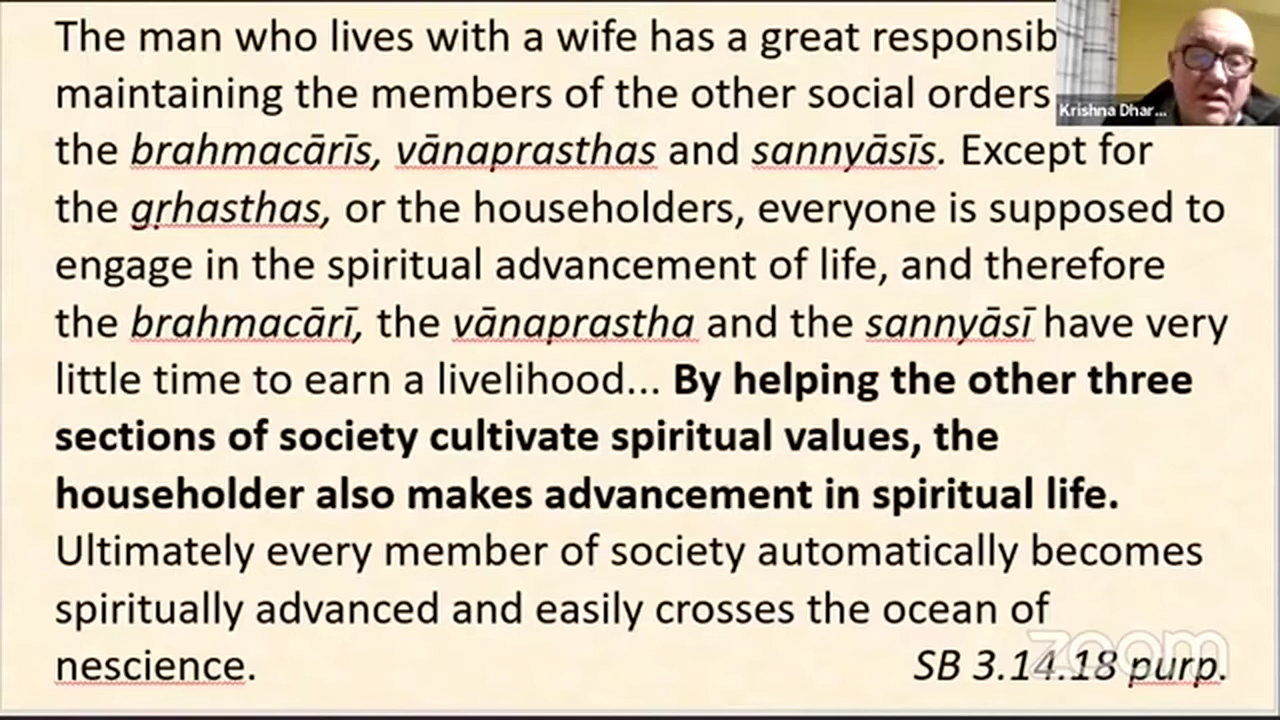 The man who lives with a wife has a great responsib
maintaining the members of the other social orders
Krishna Dhar...
the brahmacārīs, vānaprasthas and sannyāsīs. Except for
the gṛhasthas, or the householders, everyone is supposed to
engage in the spiritual advancement of life, and therefore
the brahmacārī, the vānaprastha and the sannyāsī have very
little time to earn a livelihood... By helping the other three
sections of society cultivate spiritual values, the
householder also makes advancement in spiritual life.
Ultimately every member of society automatically becomes
spiritually advanced and easily crosses the ocean of
nescience. SB 3.14.18 purp.
zoom